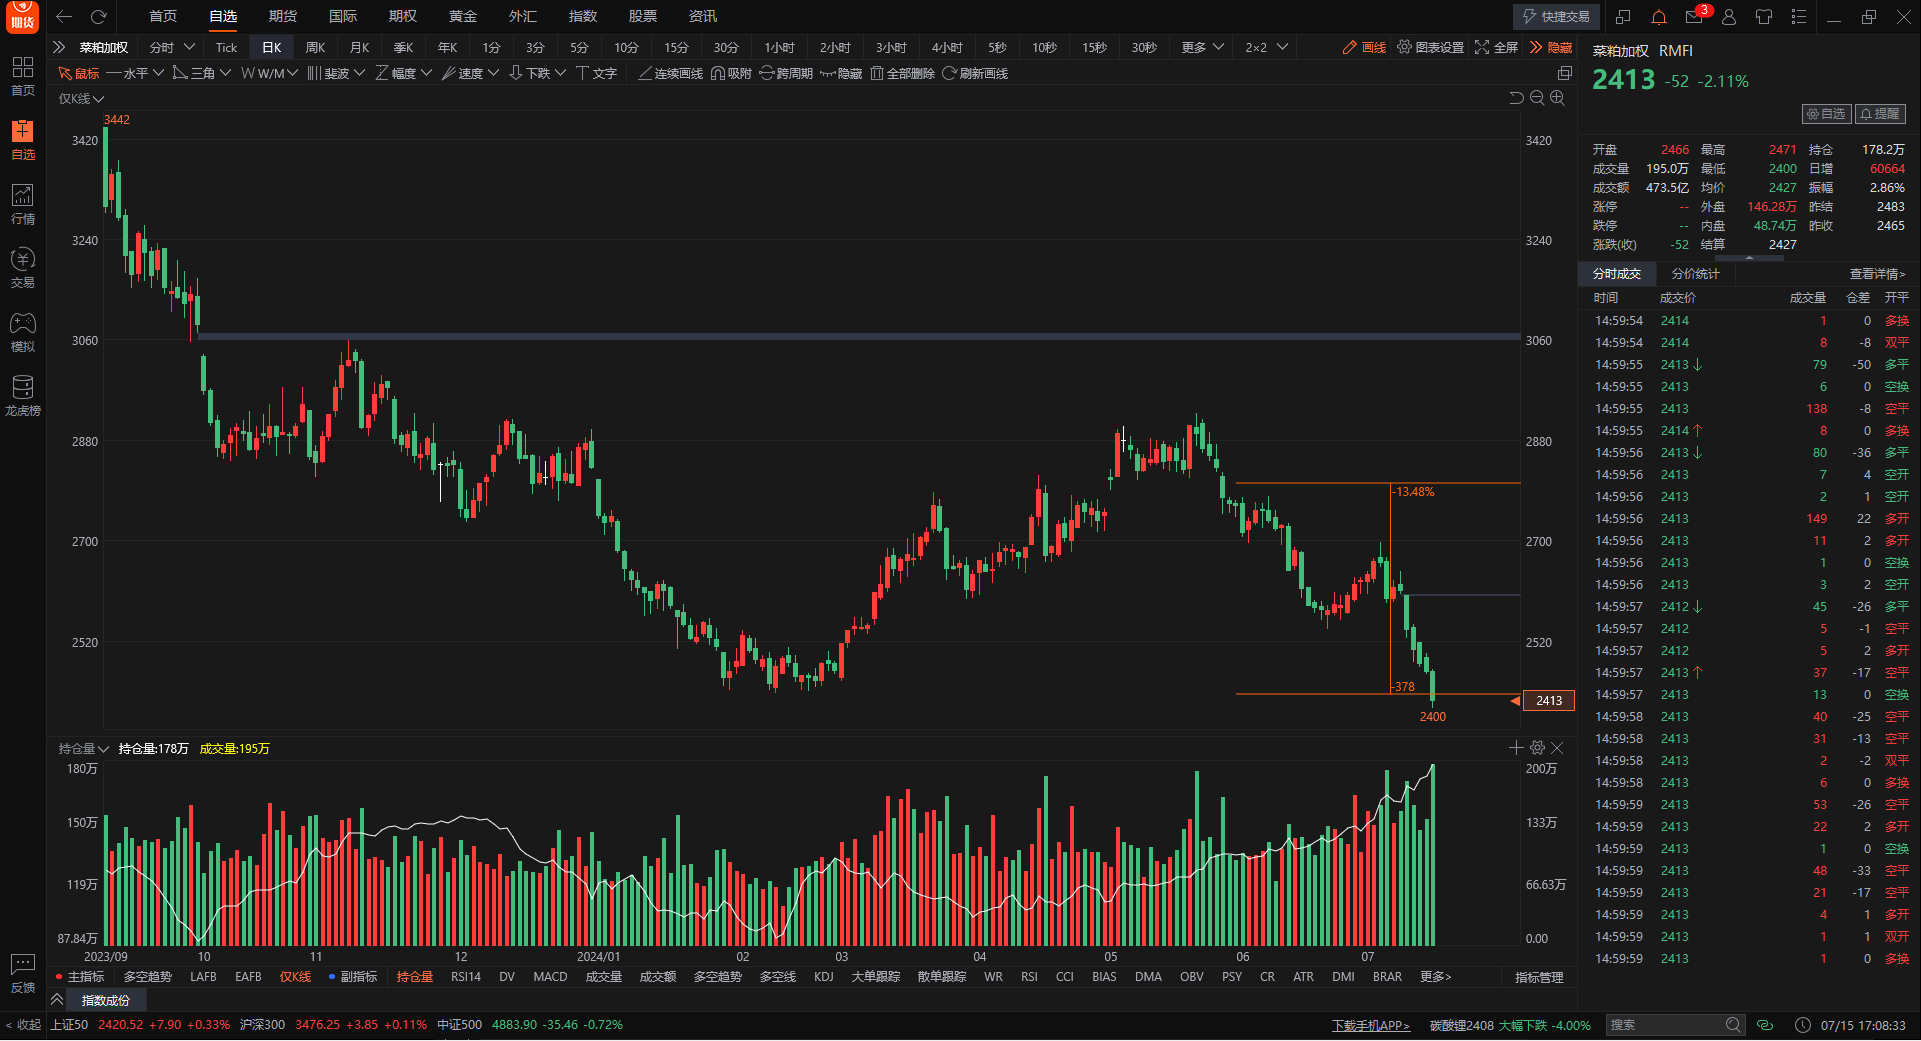 期货 首页 自选 期货 国际 期权 黄金 外汇 指数 股票 资讯 快捷交易 3
菜粕加权 分时 Tick 日K 周K 月K 季K 年K 1分 3分 5分 10分 15分 30分 1小时 2小时 3小时 4小时 5秒 10秒 15秒 30秒 更多 2×2 画线 图表设置 全屏 隐藏
鼠标 水平 三角 W/M 斐波 幅度 速度 下跌 文字 连续画线 吸附 跨周期 隐藏 全部删除 刷新画线
仅K线
首页
自选
行情
交易
模拟
龙虎榜
反馈
3442
3420 3420
3240 3240
3060 3060
2880 2880
-13.48%
2700 2700
2520 2520
-378
2413
2400
持仓量 持仓量:178万 成交量:195万
180万 200万
150万 133万
119万 66.63万
87.84万 0.00
2023/09 10 11 12 2024/01 02 03 04 05 06 07
主指标 多空趋势 LAFB EAFB 仅K线 副指标 持仓量 RSI14 DV MACD 成交量 成交额 多空趋势 多空线 KDJ 大单跟踪 散单跟踪 WR RSI CCI BIAS DMA OBV PSY CR ATR DMI BRAR 更多> 指标管理
指数成份
菜粕加权 RMFI
2413 -52 -2.11%
自选 提醒
开盘 2466 最高 2471 持仓 178.2万
成交量 195.0万 最低 2400 日增 60664
成交额 473.5亿 均价 2427 振幅 2.86%
涨停 -- 外盘 146.28万 昨结 2483
跌停 -- 内盘 48.74万 昨收 2465
涨跌(收) -52 结算 2427
分时成交 分价统计 查看详情>
时间 成交价 成交量 仓差 开平
14:59:54 2414 1 0 多换
14:59:54 2414 8 -8 双平
14:59:55 2413↓ 79 -50 多平
14:59:55 2413 6 0 空换
14:59:55 2413 138 -8 空平
14:59:55 2414↑ 8 0 多换
14:59:56 2413↓ 80 -36 多平
14:59:56 2413 7 4 空开
14:59:56 2413 2 1 空开
14:59:56 2413 149 22 多开
14:59:56 2413 11 2 多开
14:59:56 2413 1 0 空换
14:59:56 2413 3 2 空开
14:59:57 2412↓ 45 -26 多平
14:59:57 2412 5 -1 空平
14:59:57 2412 5 2 多开
14:59:57 2413↑ 37 -17 空平
14:59:57 2413 13 0 空换
14:59:58 2413 40 -25 空平
14:59:58 2413 31 -13 空平
14:59:58 2413 2 -2 双平
14:59:58 2413 6 0 多换
14:59:59 2413 53 -26 空平
14:59:59 2413 22 2 多开
14:59:59 2413 1 0 空换
14:59:59 2413 48 -33 空平
14:59:59 2413 21 -17 空平
14:59:59 2413 4 1 多开
14:59:59 2413 1 1 双开
14:59:59 2413 1 0 多换
< 收起 上证50 2420.52 +7.90 +0.33% 沪深300 3476.25 +3.85 +0.11% 中证500 4883.90 -35.46 -0.72% 下载手机APP> 碳酸锂2408 大幅下跌 -4.00% 搜索 07/15 17:08:33